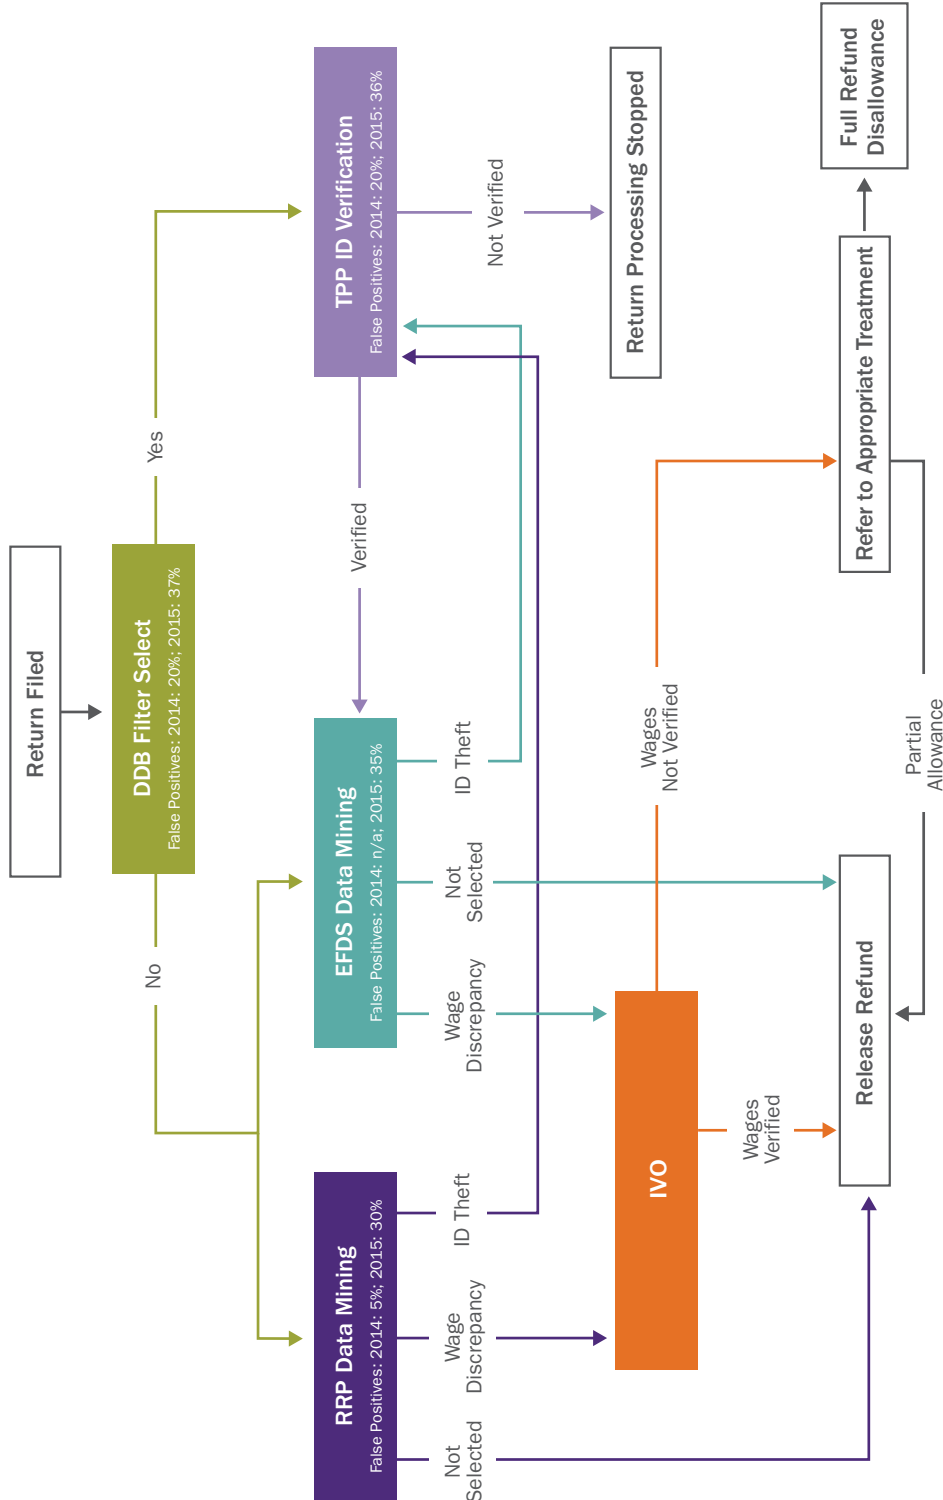 Return Filed
DDB Filter Select
False Positives: 2014: 20%; 2015: 37%
No
Yes
RRP Data Mining
False Positives: 2014: 5%; 2015: 30%
EFDS Data Mining
False Positives: 2014: n/a; 2015: 35%
Verified
TPP ID Verification
False Positives: 2014: 20%; 2015: 36%
Not
Selected
Wage
Discrepancy
ID Theft
Wage
Discrepancy
Not
Selected
ID Theft
Not Verified
IVO
Return Processing Stopped
Wages
Verified
Wages
Not Verified
Release Refund
Refer to Appropriate Treatment
Full Refund
Disallowance
Partial
Allowance